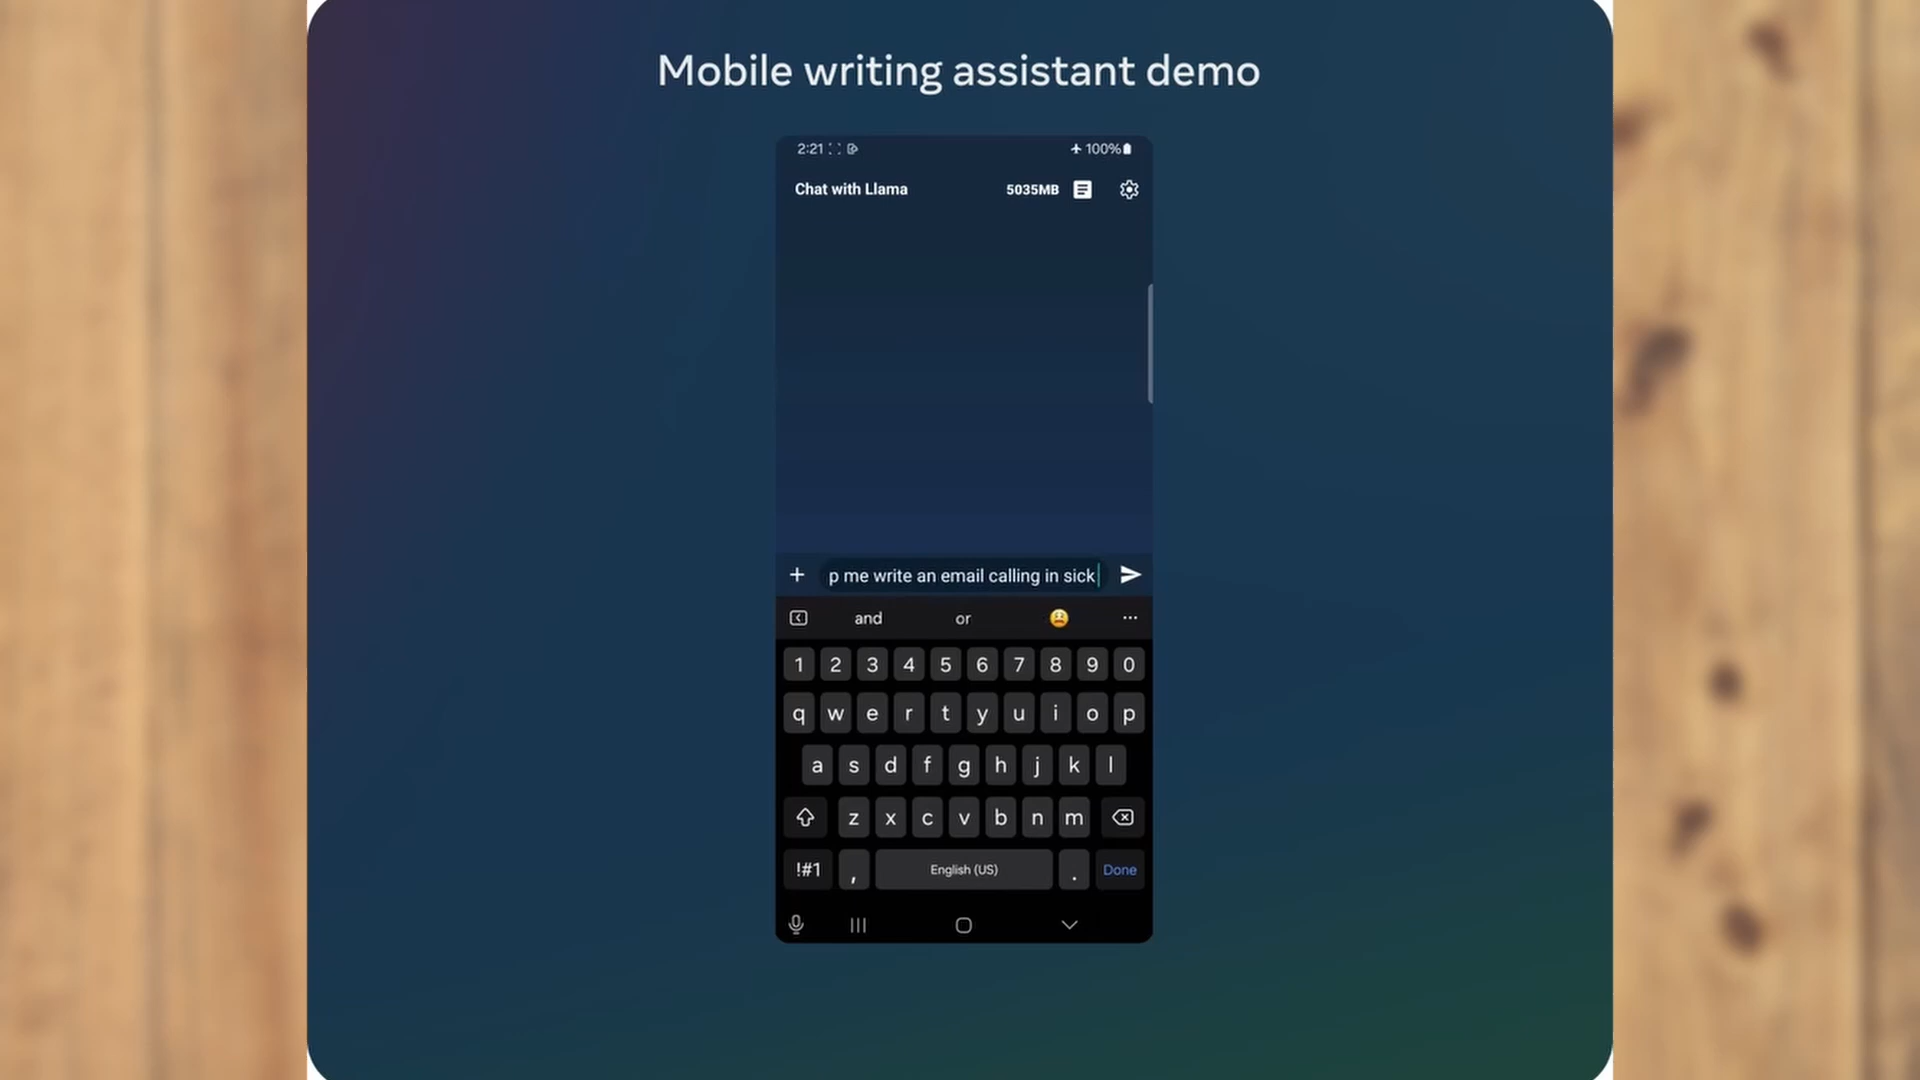 Mobile writing assistant demo
2:21 100%
Chat with Llama 5035MB
p me write an email calling in sick
and or
1 2 3 4 5 6 7 8 9 0
q w e r t y u i o p
a s d f g h j k l
z x c v b n m
!#1 , English (US) . Done